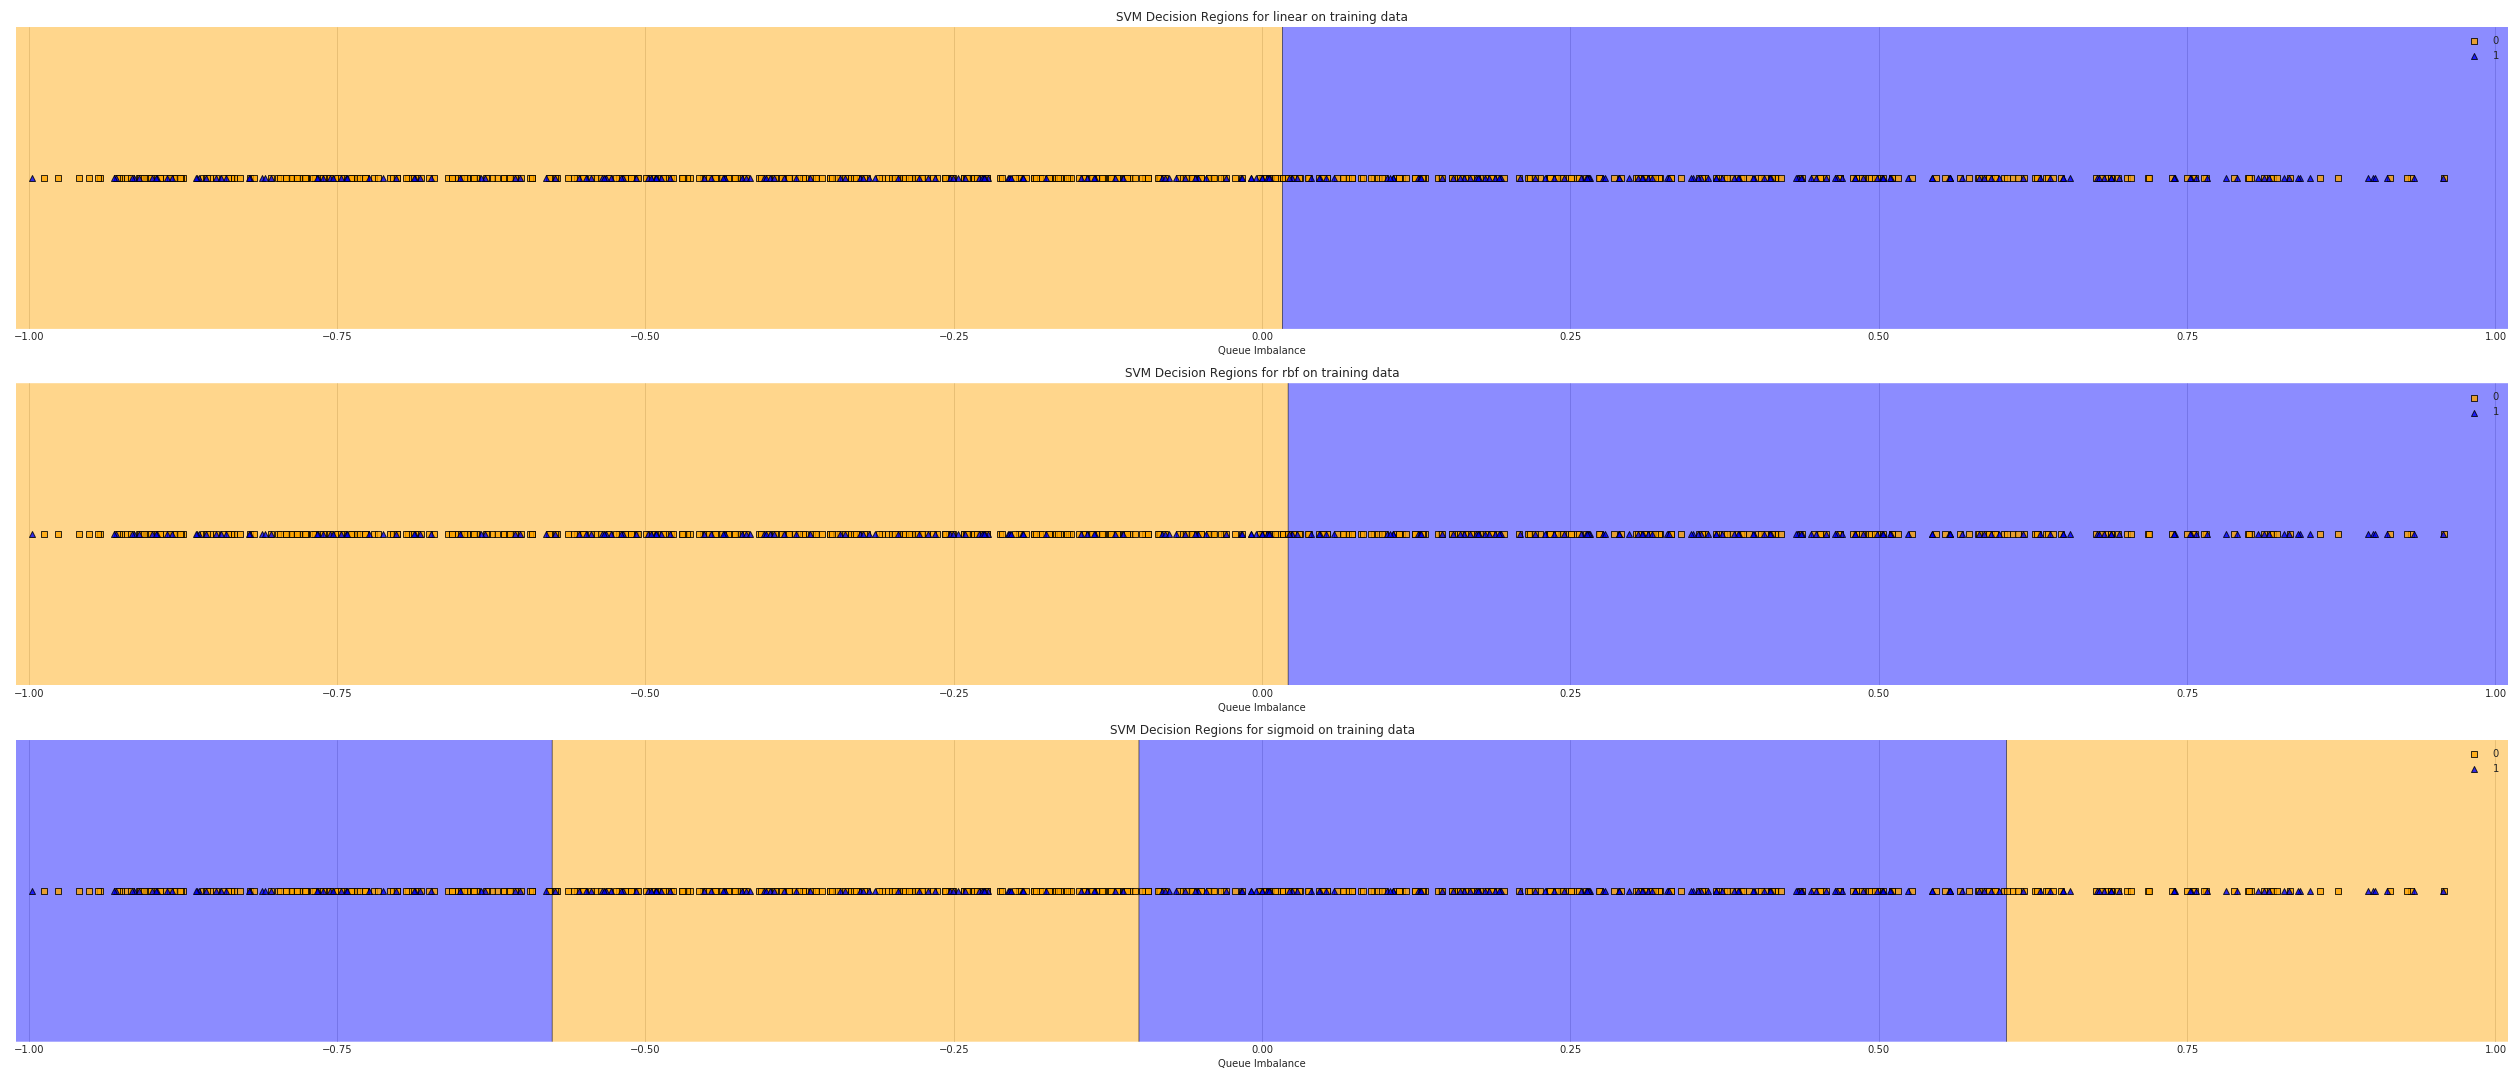 SVM Decision Regions for linear on training data
0
1
−1.00 −0.75 −0.50 −0.25 0.00 0.25 0.50 0.75 1.00
Queue Imbalance
SVM Decision Regions for rbf on training data
0
1
−1.00 −0.75 −0.50 −0.25 0.00 0.25 0.50 0.75 1.00
Queue Imbalance
SVM Decision Regions for sigmoid on training data
0
1
−1.00 −0.75 −0.50 −0.25 0.00 0.25 0.50 0.75 1.00
Queue Imbalance